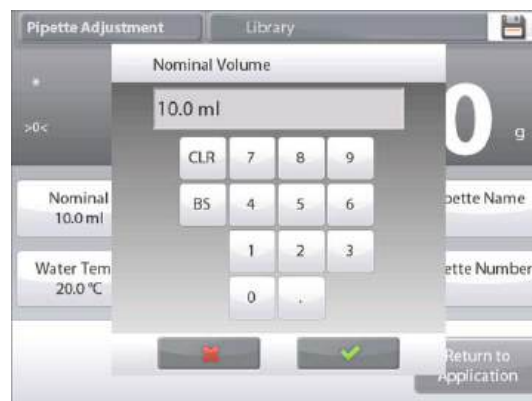 Pipette Adjustment
Library
Nominal Volume
10.0 ml
>0<
0 g
CLR 7 8 9
BS 4 5 6
1 2 3
0 .
Nominal
10.0 ml
Water Tem
20.0 °C
pette Name
ette Number
Return to
Application